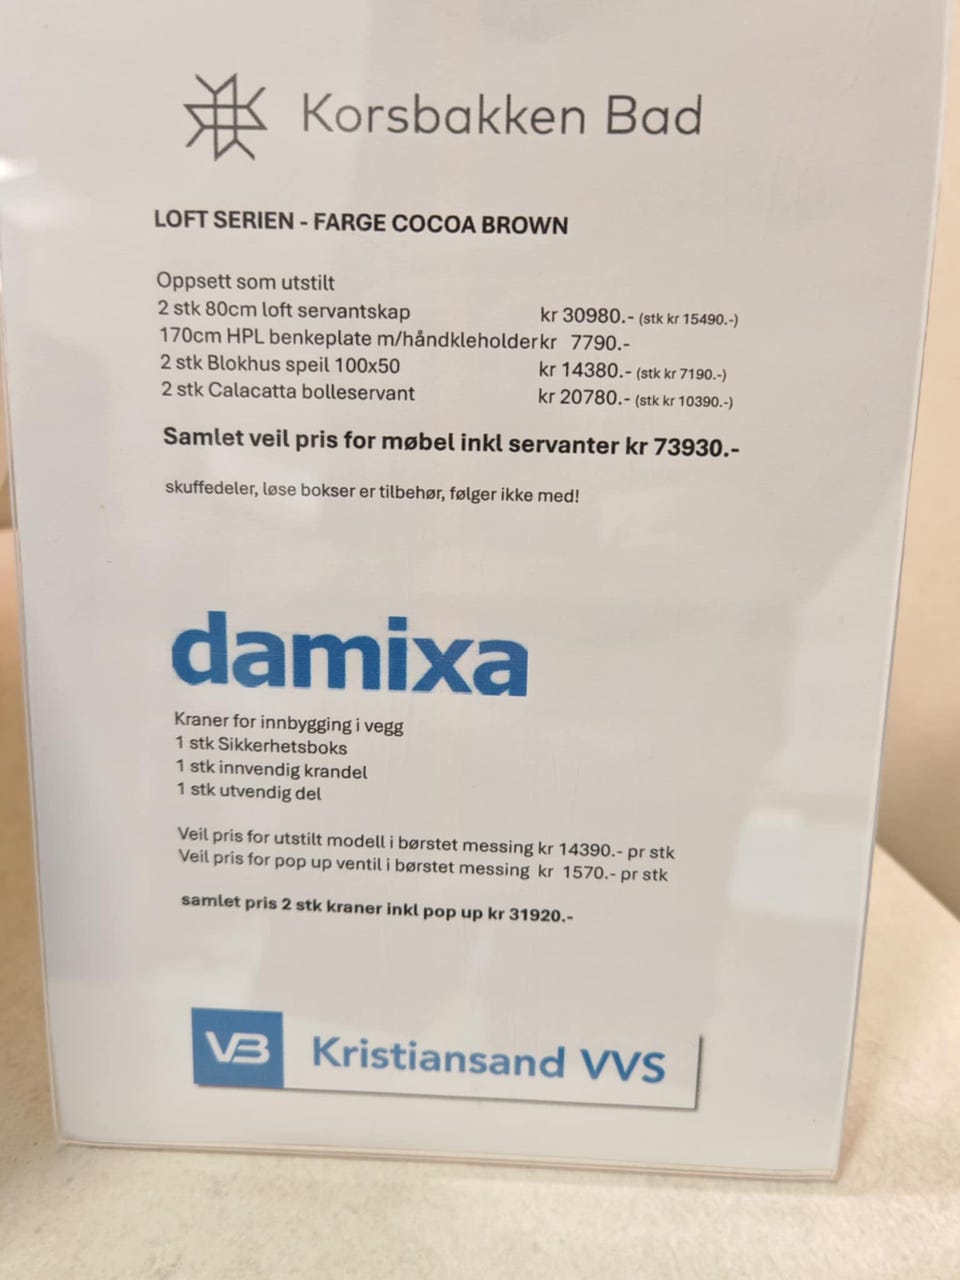 Korsbakken Bad
LOFT SERIEN - FARGE COCOA BROWN
Oppsett som utstilt
2 stk 80cm loft servantskap kr 30980.- (stk kr 15490.-)
170cm HPL benkeplate m/håndkleholder kr 7790.-
2 stk Blokhus speil 100x50 kr 14380.- (stk kr 7190.-)
2 stk Calacatta bolleservant kr 20780.- (stk kr 10390.-)
Samlet veil pris for møbel inkl servanter kr 73930.-
skuffedeler, løse bokser er tilbehør, følger ikke med!
damixa
Kraner for innbygging i vegg
1 stk Sikkerhetsboks
1 stk innvendig krandel
1 stk utvendig del
Veil pris for utstilt modell i børstet messing kr 14390.- pr stk
Veil pris for pop up ventil i børstet messing kr 1570.- pr stk
samlet pris 2 stk kraner inkl pop up kr 31920.-
VB Kristiansand VVS